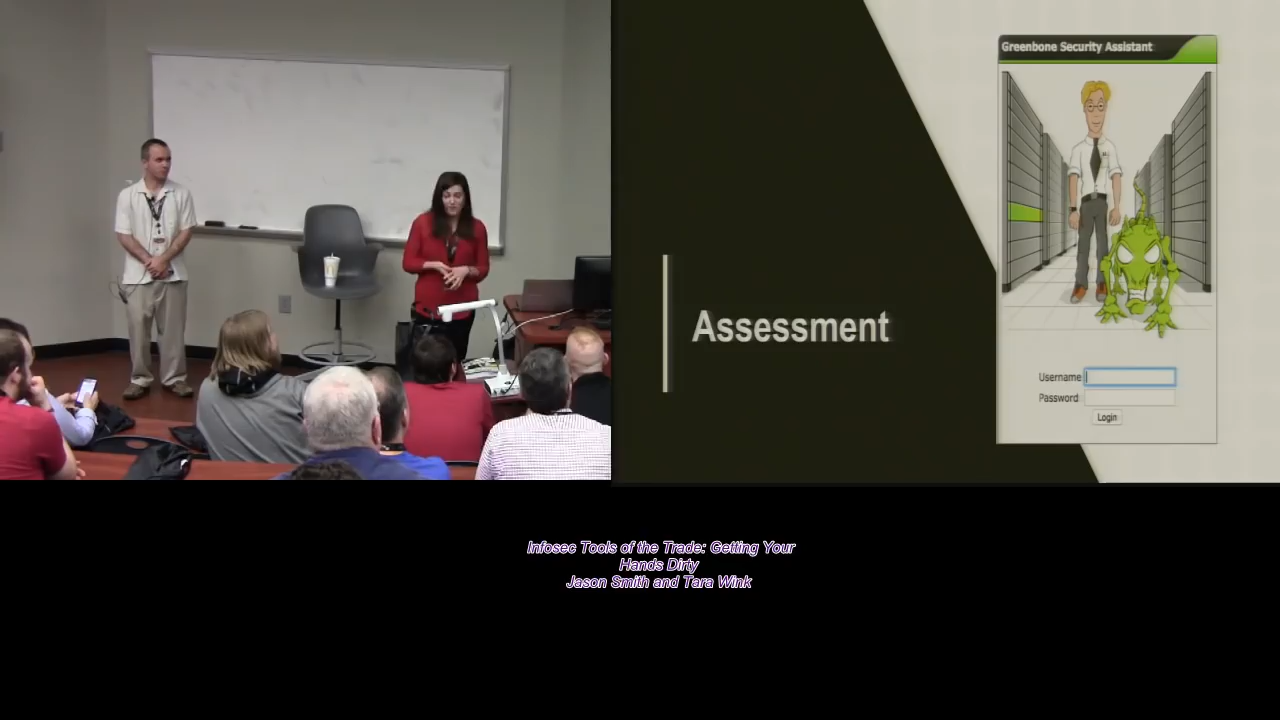 Greenbone Security Assistant
Assessment
Username
Password
Login
Infosec Tools of the Trade: Getting Your
Hands Dirty
Jason Smith and Tara Wink